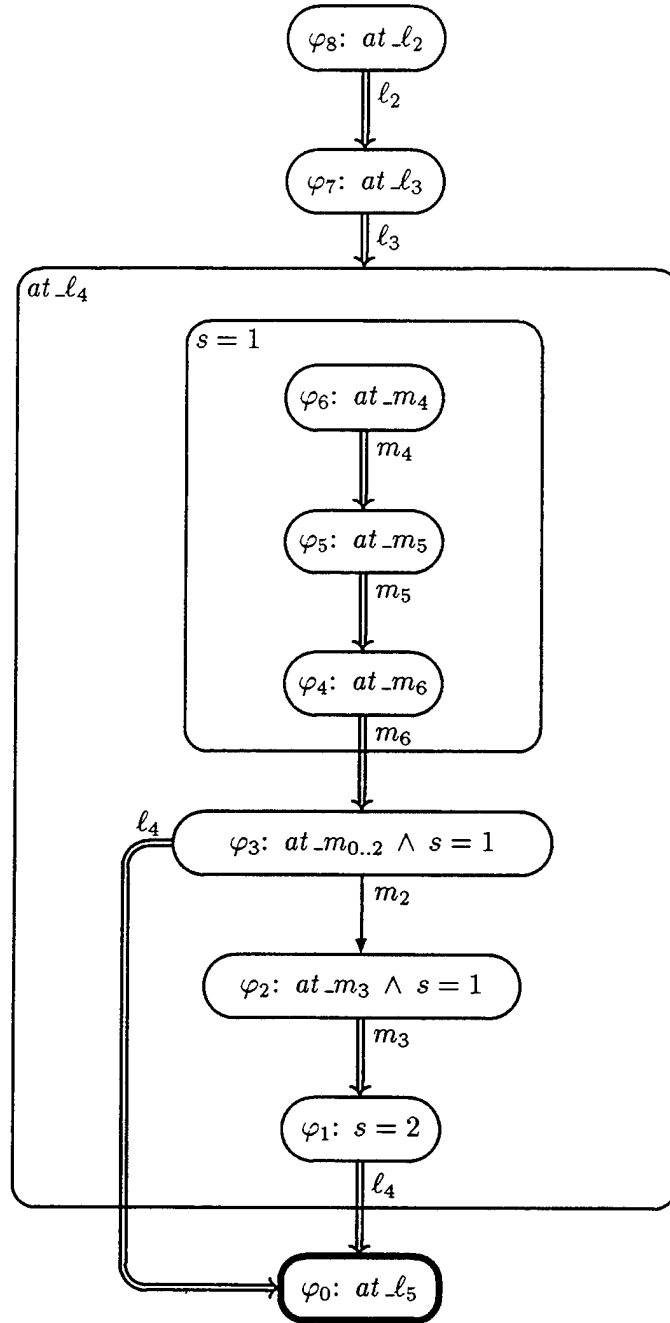 φ₈: at_ℓ₂
ℓ₂
φ₇: at_ℓ₃
ℓ₃
at_ℓ₄
s = 1
φ₆: at_m₄
m₄
φ₅: at_m₅
m₅
φ₄: at_m₆
m₆
ℓ₄
φ₃: at_m₀..₂ ∧ s = 1
m₂
φ₂: at_m₃ ∧ s = 1
m₃
φ₁: s = 2
ℓ₄
φ₀: at_ℓ₅